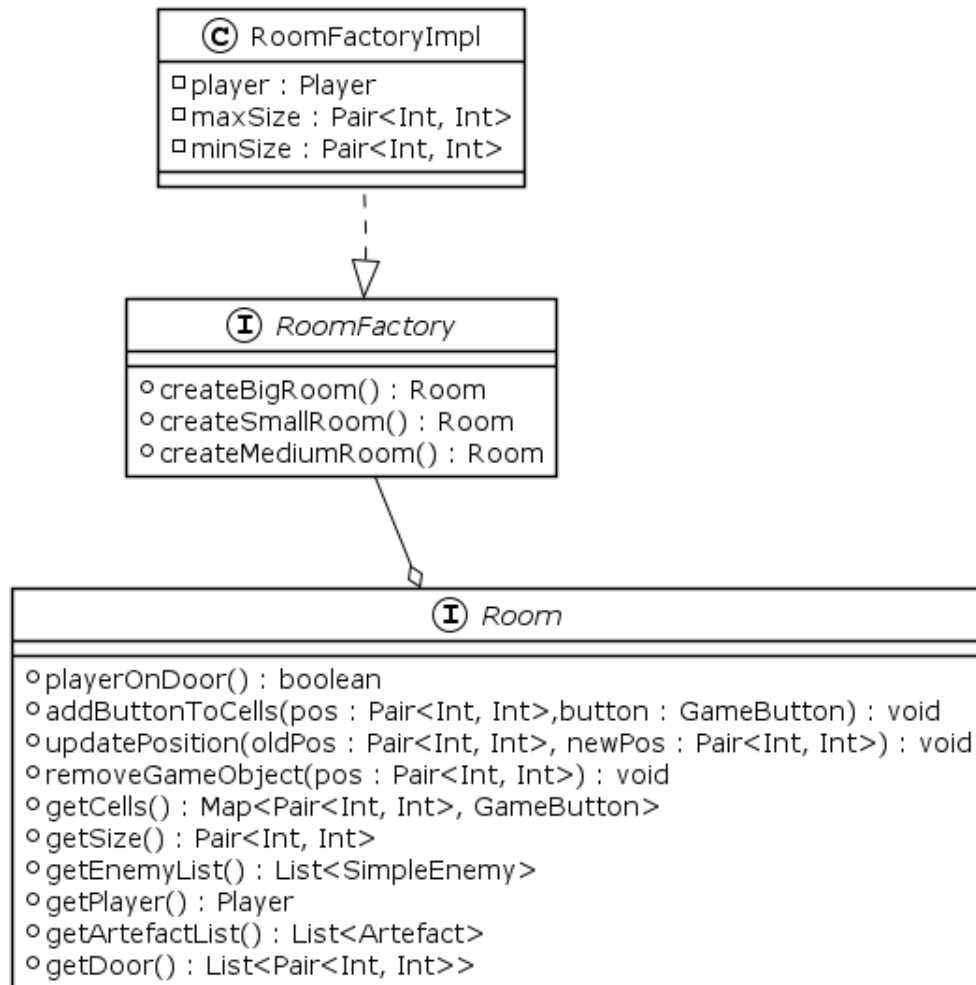 C RoomFactoryImpl
player : Player
maxSize : Pair<Int, Int>
minSize : Pair<Int, Int>
I RoomFactory
createBigRoom() : Room
createSmallRoom() : Room
createMediumRoom() : Room
I Room
playerOnDoor() : boolean
addButtonToCells(pos : Pair<Int, Int>,button : GameButton) : void
updatePosition(oldPos : Pair<Int, Int>, newPos : Pair<Int, Int>) : void
removeGameObject(pos : Pair<Int, Int>) : void
getCells() : Map<Pair<Int, Int>, GameButton>
getSize() : Pair<Int, Int>
getEnemyList() : List<SimpleEnemy>
getPlayer() : Player
getArtefactList() : List<Artefact>
getDoor() : List<Pair<Int, Int>>